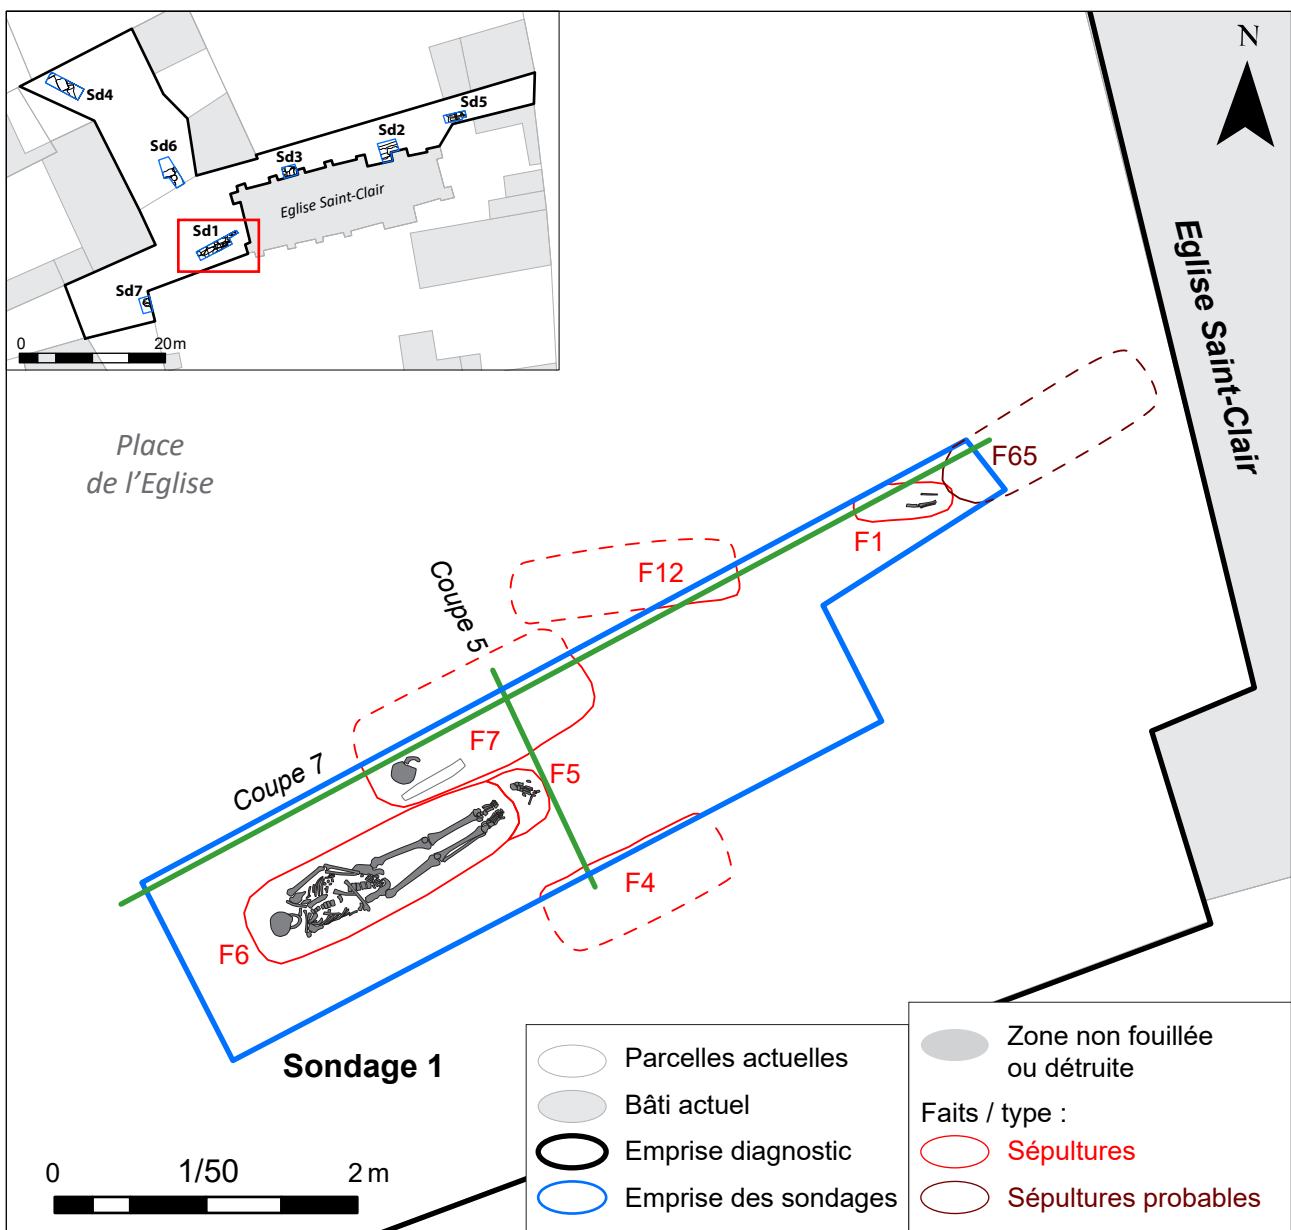 Sd4
Sd5
Sd2
Sd6
Sd3
Eglise Saint-Clair
Sd1
Sd7
0 20 m
N
Eglise Saint-Clair
Place
de l’Eglise
F65
F1
F12
Coupe 5
F7
Coupe 7
F5
F4
F6
Sondage 1
0 1/50 2 m
Parcelles actuelles
Bâti actuel
Emprise diagnostic
Emprise des sondages
Zone non fouillée
ou détruite
Faits / type :
Sépultures
Sépultures probables